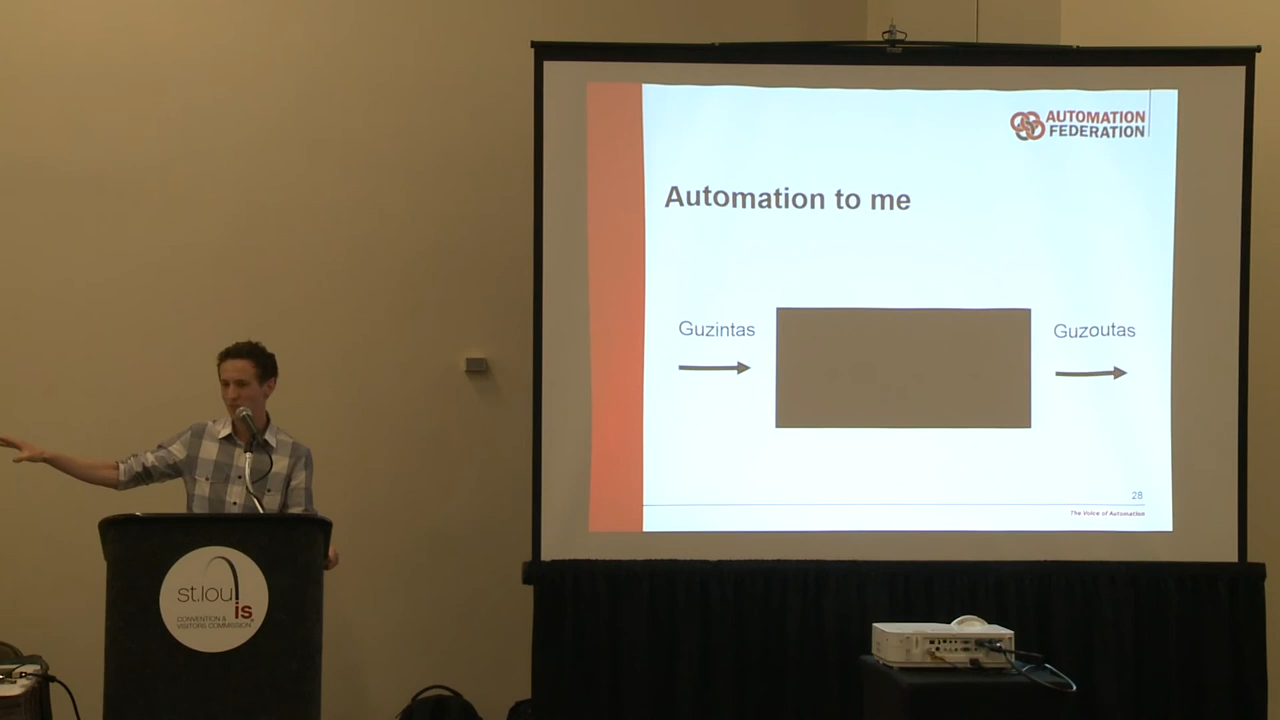 AUTOMATION
FEDERATION
Automation to me
Guzintas
Guzoutas
28
The Voice of Automation
st.louis
CONVENTION &
VISITORS COMMISSION